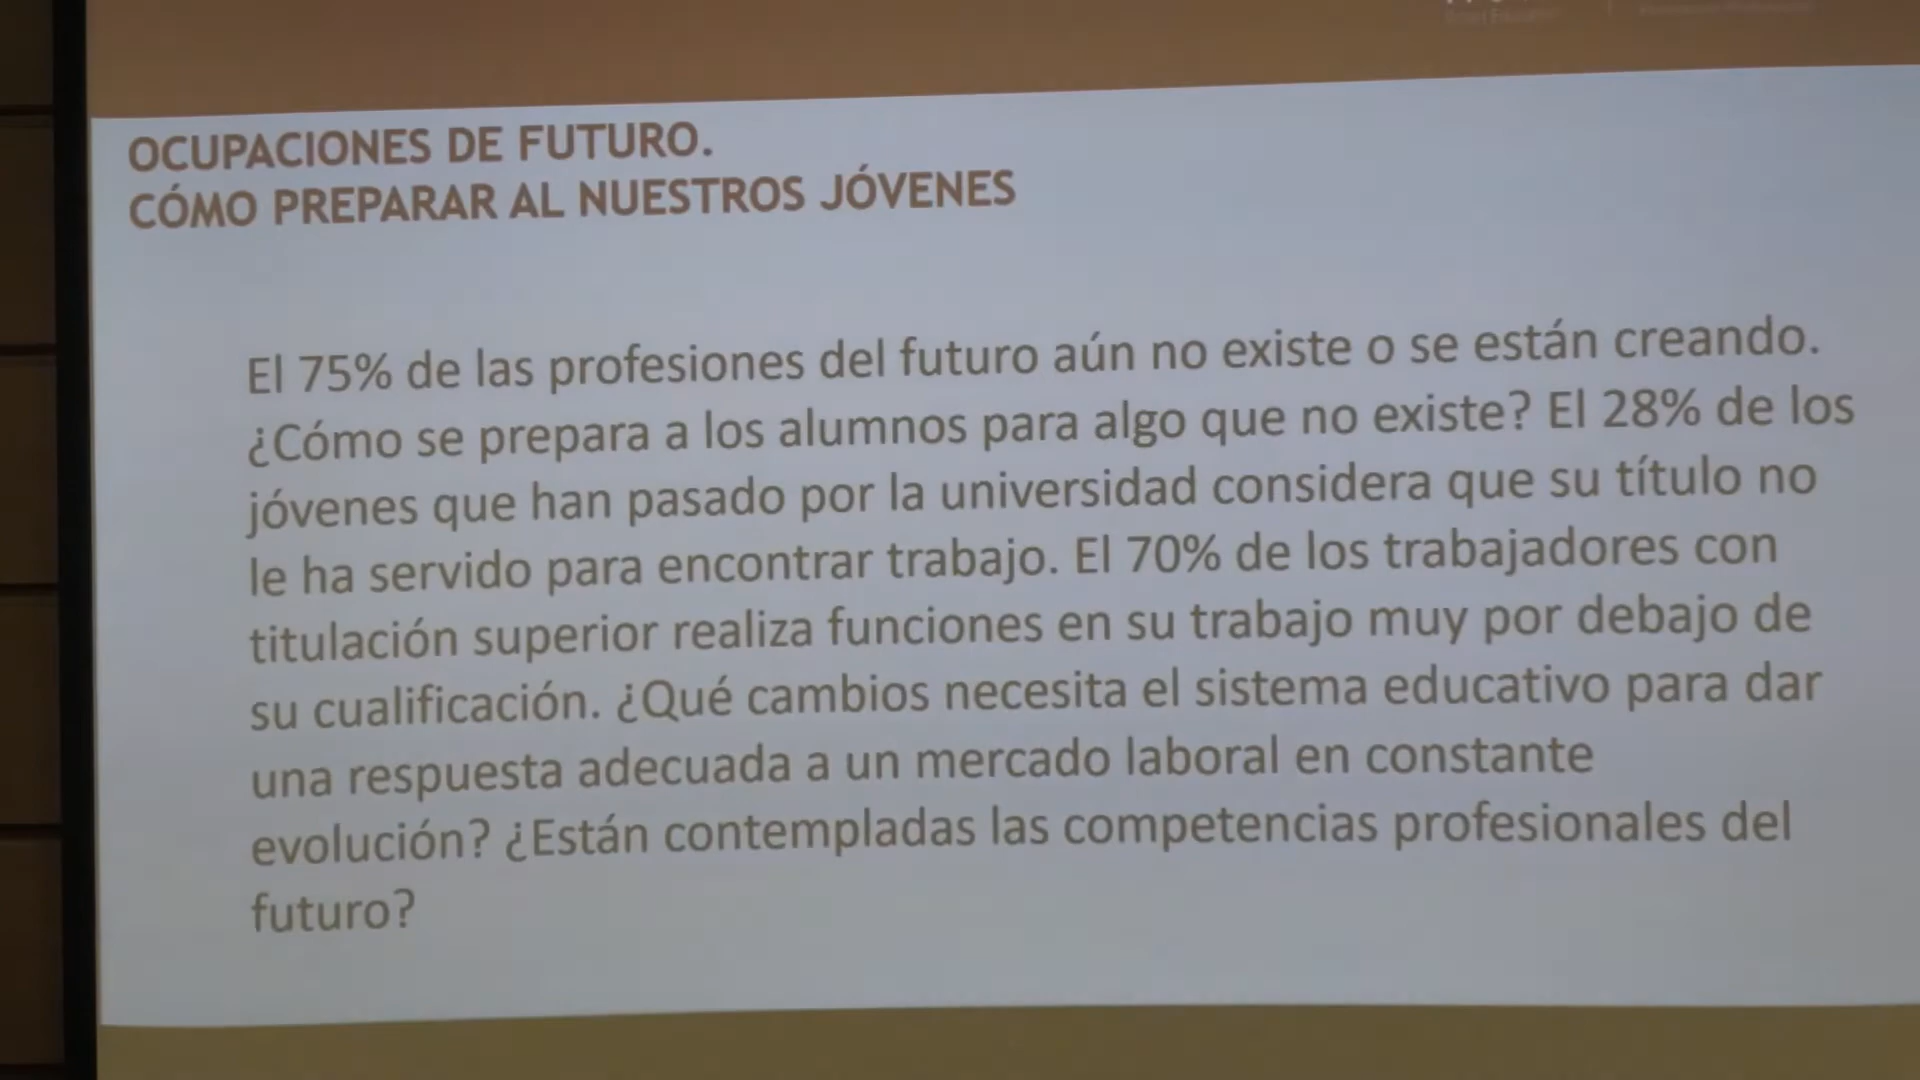 OCUPACIONES DE FUTURO.
CÓMO PREPARAR AL NUESTROS JÓVENES
El 75% de las profesiones del futuro aún no existe o se están creando.
¿Cómo se prepara a los alumnos para algo que no existe? El 28% de los
jóvenes que han pasado por la universidad considera que su título no
le ha servido para encontrar trabajo. El 70% de los trabajadores con
titulación superior realiza funciones en su trabajo muy por debajo de
su cualificación. ¿Qué cambios necesita el sistema educativo para dar
una respuesta adecuada a un mercado laboral en constante
evolución? ¿Están contempladas las competencias profesionales del
futuro?